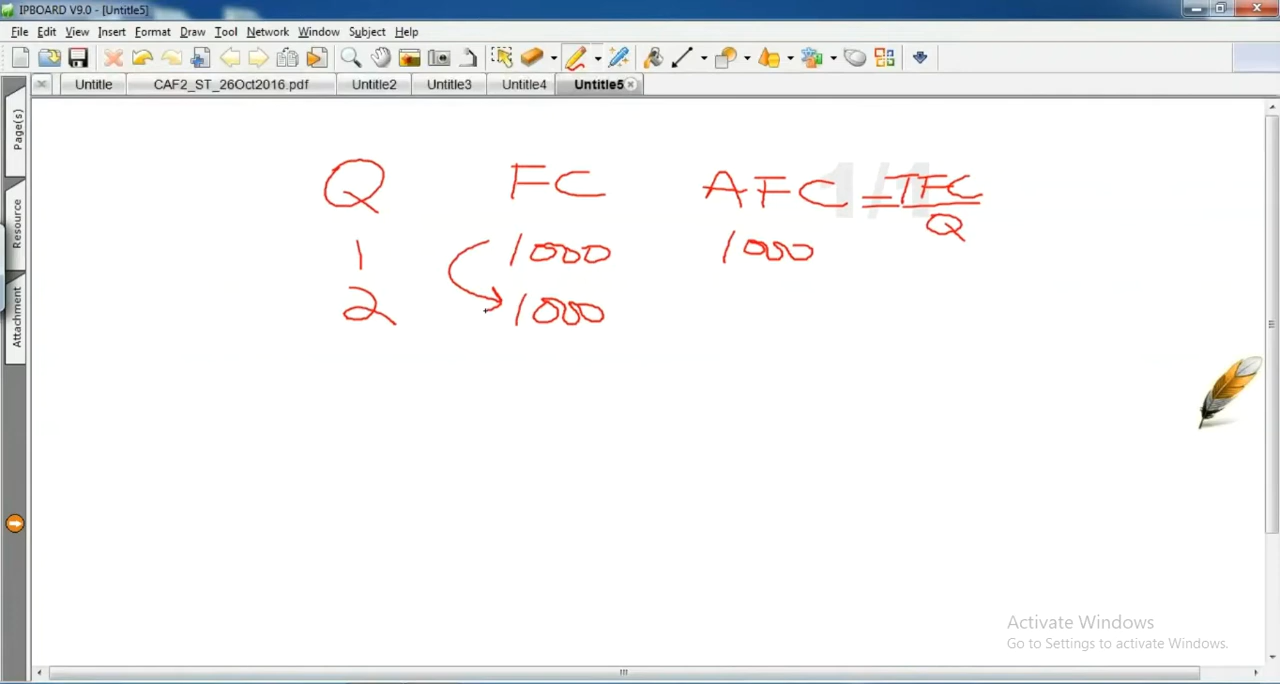 IPBOARD V9.0 - [Untitle5]
File Edit View Insert Format Draw Tool Network Window Subject Help
Untitle CAF2_ST_26Oct2016.pdf Untitle2 Untitle3 Untitle4 Untitle5
Page(s)
Resource
Attachment
1/1
Q FC AFC = TFC
Q
1 1000 1000
2 1000
Activate Windows
Go to Settings to activate Windows.